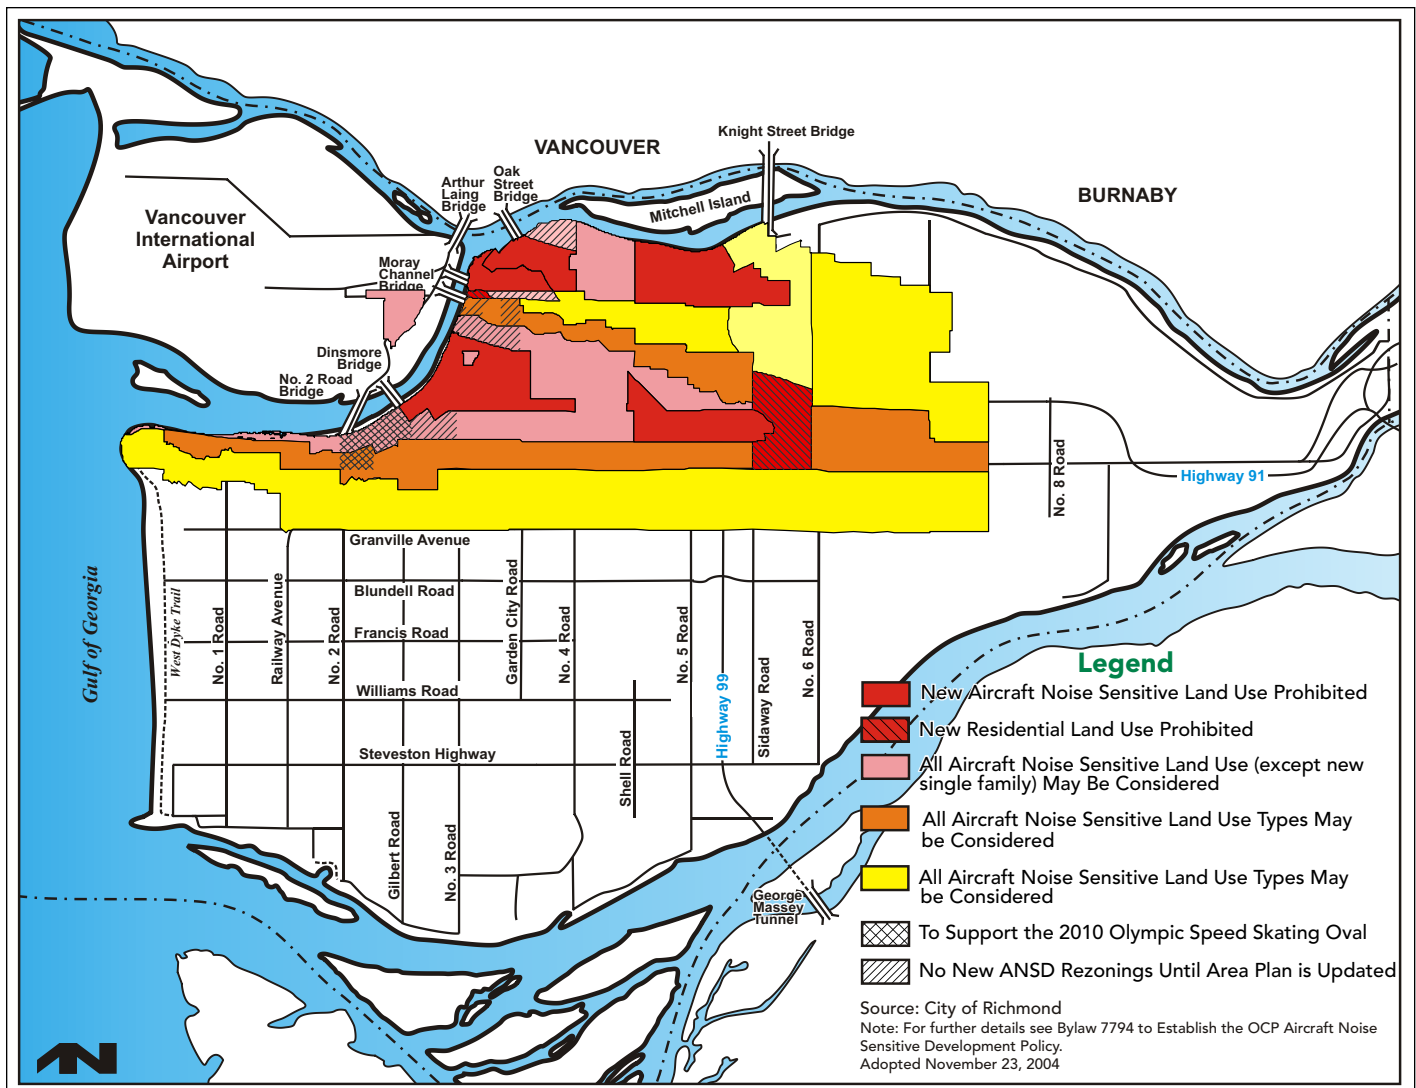 Knight Street Bridge
VANCOUVER
Oak
Street
Bridge
Arthur
Laing
Bridge
BURNABY
Mitchell Island
Vancouver
International
Airport
Moray
Channel
Bridge
Dinsmore
Bridge
No. 2 Road
Bridge
No. 8 Road
Highway 91
Granville Avenue
Blundell Road
Francis Road
Williams Road
Steveston Highway
Gulf of Georgia
West Dyke Trail
No. 1 Road
Railway Avenue
No. 2 Road
Gilbert Road
No. 3 Road
Garden City Road
No. 4 Road
Shell Road
No. 5 Road
Highway 99
Sidaway Road
No. 6 Road
George
Massey
Tunnel
Legend
New Aircraft Noise Sensitive Land Use Prohibited
New Residential Land Use Prohibited
All Aircraft Noise Sensitive Land Use (except new
single family) May Be Considered
All Aircraft Noise Sensitive Land Use Types May
be Considered
All Aircraft Noise Sensitive Land Use Types May
be Considered
To Support the 2010 Olympic Speed Skating Oval
No New ANSD Rezonings Until Area Plan is Updated
Source: City of Richmond
Note: For further details see Bylaw 7794 to Establish the OCP Aircraft Noise
Sensitive Development Policy.
Adopted November 23, 2004